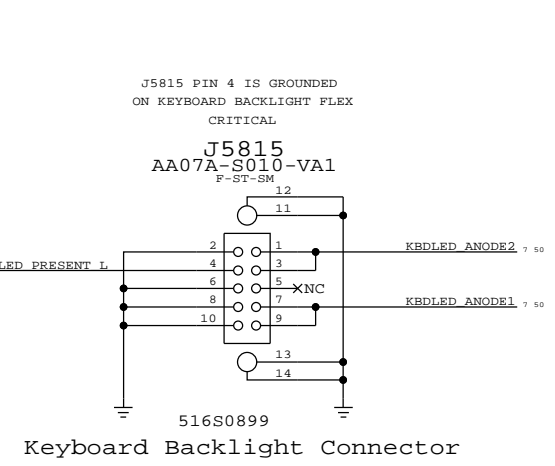 J5815 PIN 4 IS GROUNDED
ON KEYBOARD BACKLIGHT FLEX
CRITICAL
J5815
AA07A-S010-VA1
F-ST-SM
12
11
2 1 KBDLED_ANODE2 7 50
LED_PRESENT_L 4 3
6 5 NC
8 7 KBDLED_ANODE1 7 50
10 9
13
14
516S0899
Keyboard Backlight Connector